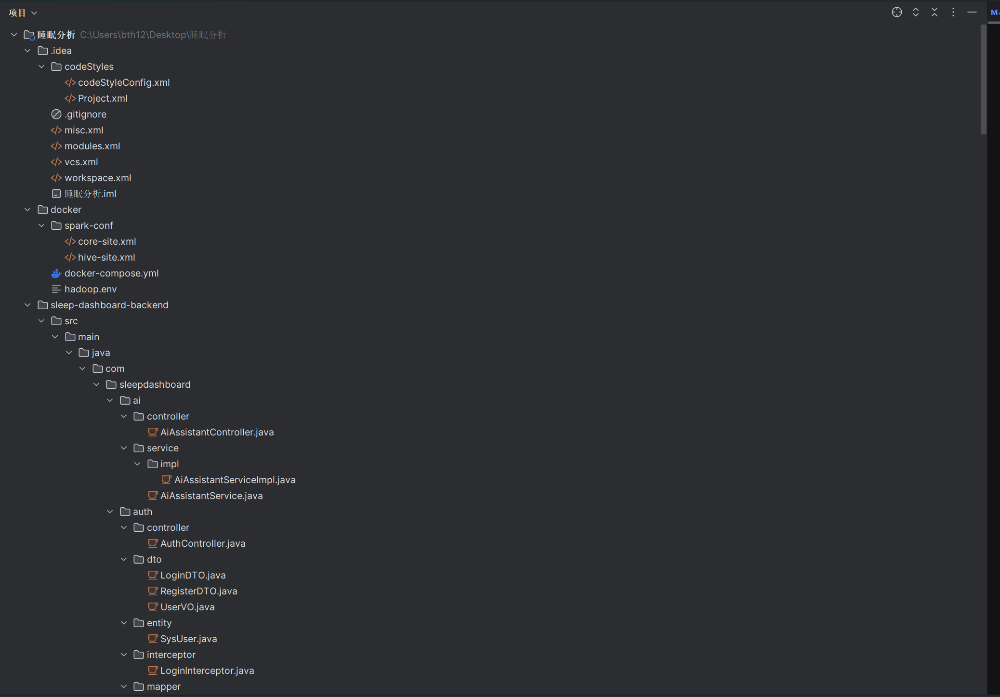 项目
睡眠分析 C:\Users\bth12\Desktop\睡眠分析
.idea
codeStyles
codeStyleConfig.xml
Project.xml
.gitignore
misc.xml
modules.xml
vcs.xml
workspace.xml
睡眠分析.iml
docker
spark-conf
core-site.xml
hive-site.xml
docker-compose.yml
hadoop.env
sleep-dashboard-backend
src
main
java
com
sleepdashboard
ai
controller
AiAssistantController.java
service
impl
AiAssistantServiceImpl.java
AiAssistantService.java
auth
controller
AuthController.java
dto
LoginDTO.java
RegisterDTO.java
UserVO.java
entity
SysUser.java
interceptor
LoginInterceptor.java
mapper